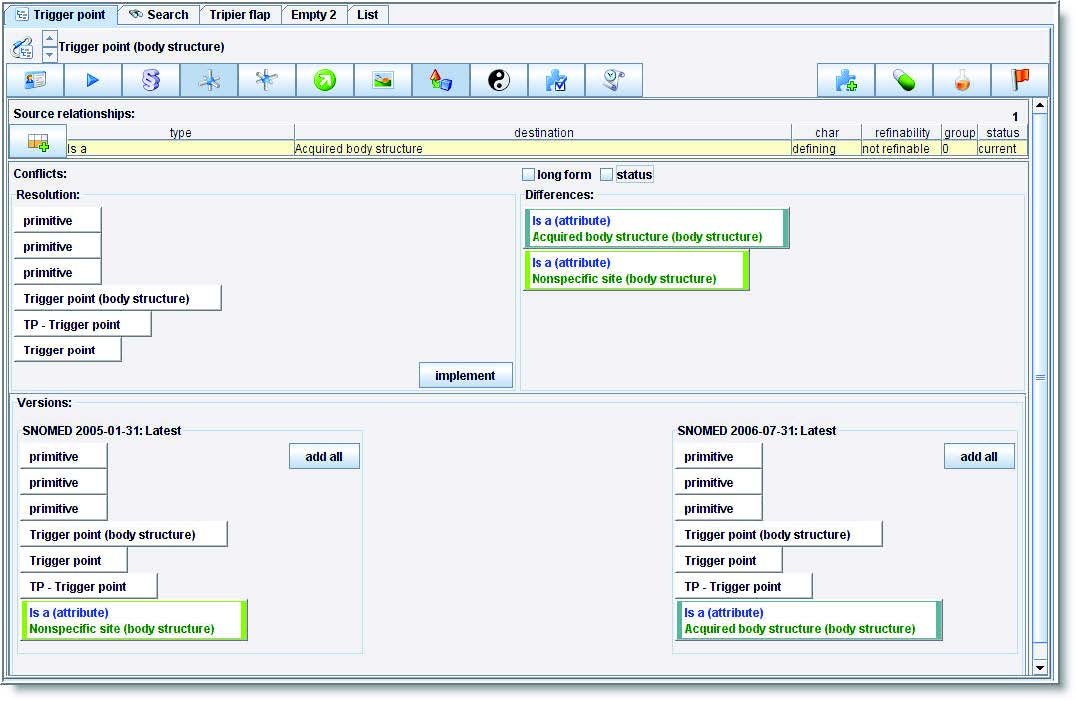 Trigger point Search Tripier flap Empty 2 List
Trigger point (body structure)
Source relationships: 1
type destination char refinability group status
Is a Acquired body structure defining not refinable 0 current
Conflicts: long form status
Resolution: Differences:
primitive
primitive
primitive
Trigger point (body structure)
TP - Trigger point
Trigger point
implement
Is a (attribute)
Acquired body structure (body structure)
Is a (attribute)
Nonspecific site (body structure)
Versions:
SNOMED 2005-01-31: Latest
primitive add all
primitive
primitive
Trigger point (body structure)
Trigger point
TP - Trigger point
Is a (attribute)
Nonspecific site (body structure)
SNOMED 2006-07-31: Latest
primitive add all
primitive
primitive
Trigger point (body structure)
Trigger point
TP - Trigger point
Is a (attribute)
Acquired body structure (body structure)